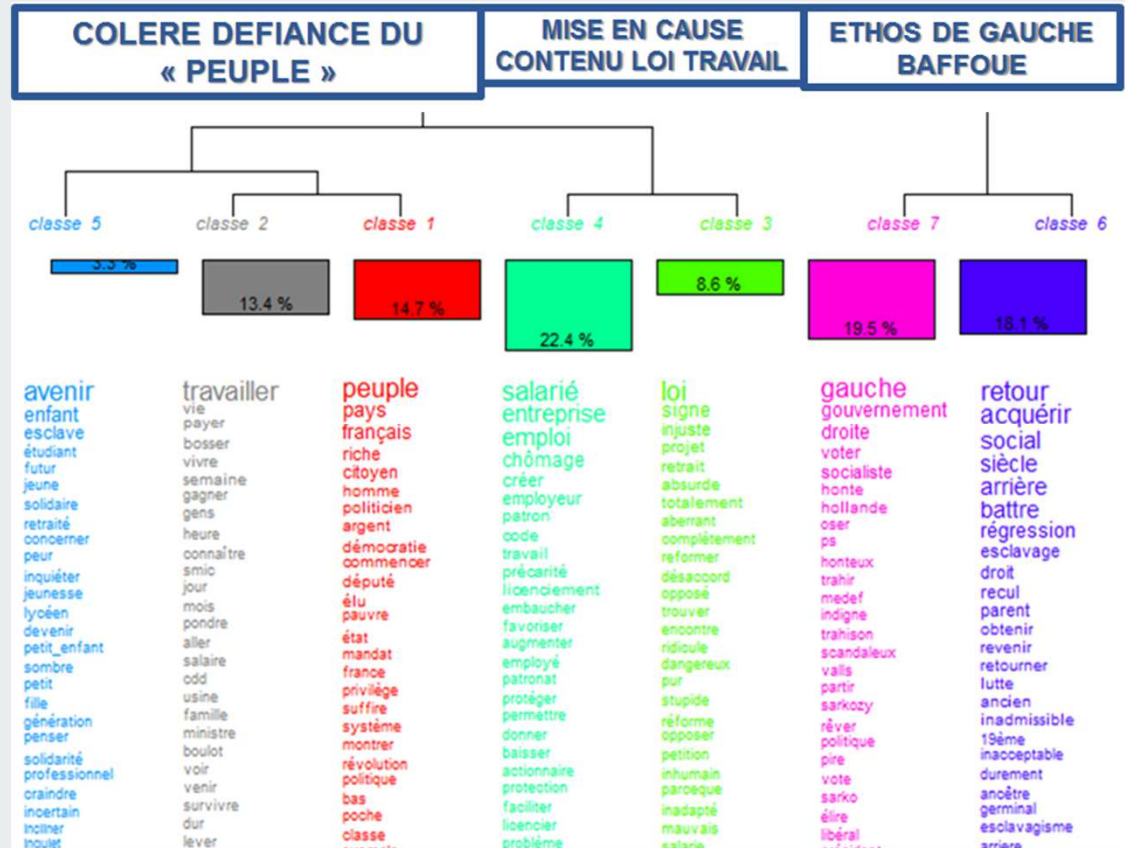 COLERE DEFIANCE DU
« PEUPLE »
MISE EN CAUSE
CONTENU LOI TRAVAIL
ETHOS DE GAUCHE
BAFFOUE
classe 5
classe 2
classe 1
classe 4
classe 3
classe 7
classe 6
3.3 %
13.4 %
14.7 %
22.4 %
8.6 %
19.5 %
18.1 %
avenir
enfant
esclave
étudiant
futur
jeune
solidaire
retraité
concerner
peur
inquiéter
jeunesse
lycéen
devenir
petit_enfant
sombre
petit
fille
génération
penser
solidarité
professionnel
craindre
incertain
incliner
travailler
vie
payer
bosser
vivre
semaine
gagner
gens
heure
connaître
smic
jour
mois
pondre
aller
salaire
cdd
usine
famille
ministre
boulot
voir
venir
survivre
dur
lever
peuple
pays
français
riche
citoyen
homme
politicien
argent
démocratie
commencer
député
élu
pauvre
état
mandat
france
privilège
suffire
système
montrer
révolution
politique
bas
poche
classe
salarié
entreprise
emploi
chômage
créer
employeur
patron
code
travail
précarité
licenciement
embaucher
favoriser
augmenter
employé
patronat
protéger
permettre
donner
baisser
actionnaire
protection
faciliter
licencier
problème
loi
signe
injuste
projet
retrait
absurde
totalement
aberrant
complètement
reformer
désaccord
opposé
trouver
encontre
ridicule
dangereux
pur
stupide
réforme
opposer
petition
inhumain
parceque
inadapté
mauvais
salarie
gauche
gouvernement
droite
voter
socialiste
honte
hollande
oser
ps
honteux
trahir
medef
indigne
trahison
scandaleux
valls
partir
sarkozy
rêver
politique
pire
vote
sarko
élire
libéral
retour
acquérir
social
siècle
arrière
battre
régression
esclavage
droit
recul
parent
obtenir
revenir
retourner
lutte
ancien
inadmissible
19ème
inacceptable
durement
ancêtre
germinal
esclavagisme
arriere